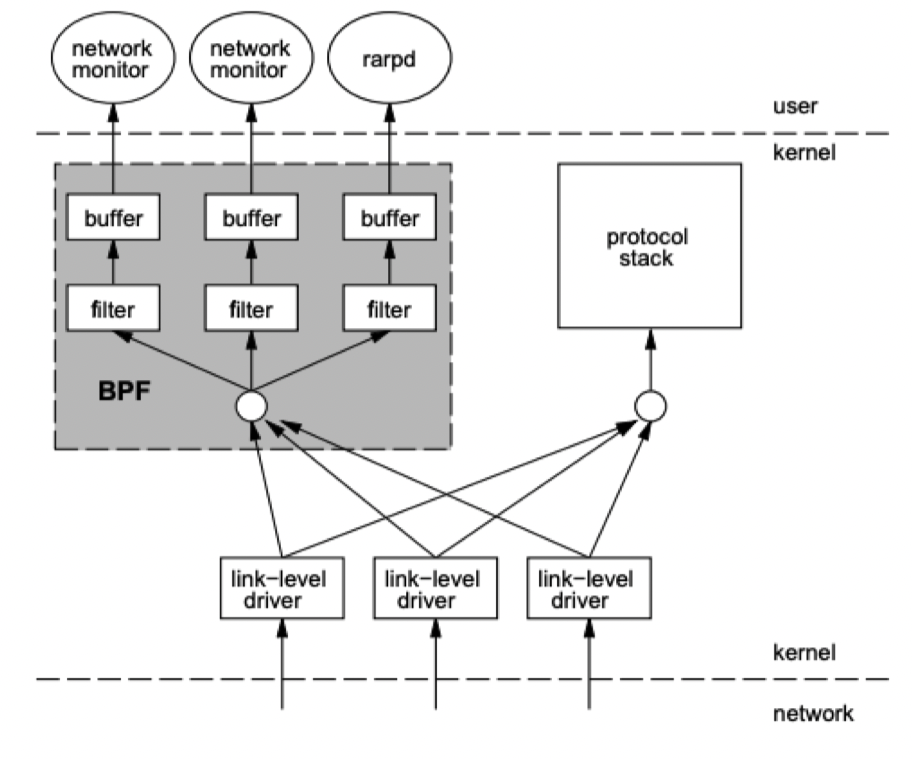 network
monitor
network
monitor
rarpd
user
kernel
buffer
buffer
buffer
protocol
stack
filter
filter
filter
BPF
link–level
driver
link–level
driver
link–level
driver
kernel
network